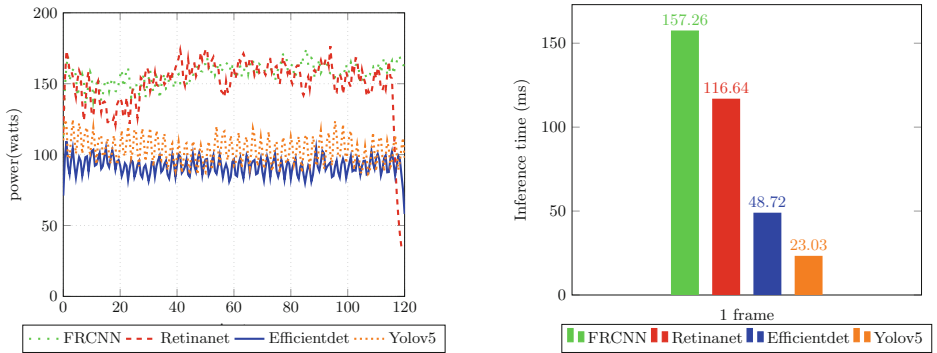 power(watts)
200
150
100
50
0
0 20 40 60 80 100 120
FRCNN Retinanet Efficientdet Yolov5
Inference time (ms)
150
100
50
0
157.26
116.64
48.72
23.03
1 frame
FRCNN Retinanet Efficientdet Yolov5